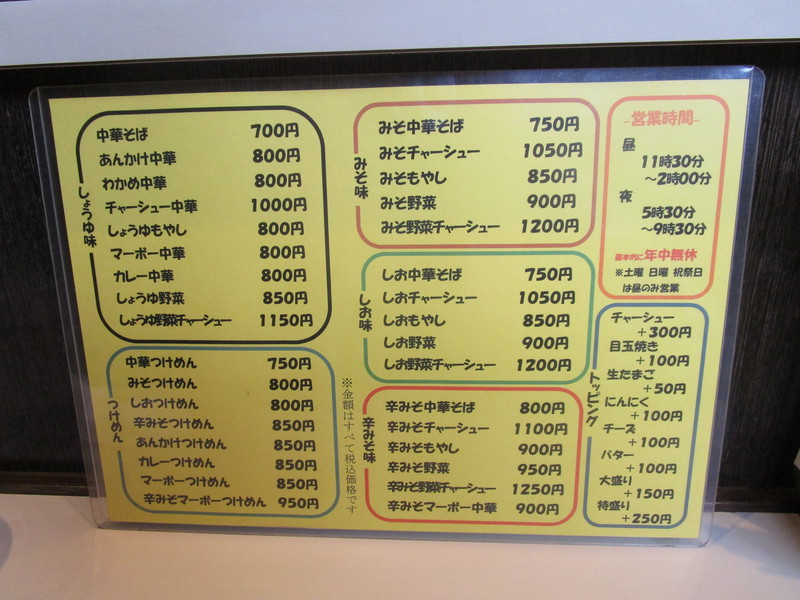 しょうゆ味
中華そば 700円
あんかけ中華 800円
わかめ中華 800円
チャーシュー中華 1000円
しょうゆもやし 800円
マーボー中華 800円
カレー中華 800円
しょうゆ野菜 850円
しょうゆ野菜チャーシュー 1150円
つけめん
中華つけめん 750円
みそつけめん 800円
しおつけめん 800円
辛みそつけめん 850円
あんかけつけめん 850円
カレーつけめん 850円
マーボーつけめん 850円
辛みそマーボーつけめん 950円
※金額はすべて税込価格です
みそ味
みそ中華そば 750円
みそチャーシュー 1050円
みそもやし 850円
みそ野菜 900円
みそ野菜チャーシュー 1200円
しお味
しお中華そば 750円
しおチャーシュー 1050円
しおもやし 850円
しお野菜 900円
しお野菜チャーシュー 1200円
辛みそ味
辛みそ中華そば 800円
辛みそチャーシュー 1100円
辛みそもやし 900円
辛みそ野菜 950円
辛みそ野菜チャーシュー 1250円
辛みそマーボー中華 900円
–営業時間–
昼
11時30分
～2時00分
夜
5時30分
～9時30分
基本的に年中無休
※土曜 日曜 祝祭日
は昼のみ営業
トッピング
チャーシュー
+300円
目玉焼き
+100円
生たまご
+50円
にんにく
+100円
チーズ
+100円
バター
+100円
大盛り
+150円
特盛り
+250円